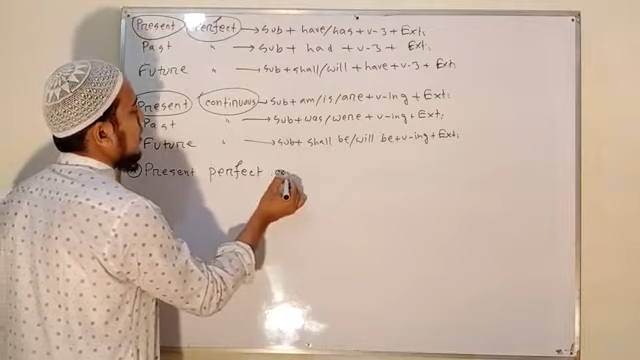 Present perfect → Sub + have/has + v-3 + Ext:
Past " → Sub + had + v-3 + Ext:
Future " → Sub + shall/will + have + v-3 + Ext:
Present continuous → Sub + am/is/are + v-ing + Ext:
Past " → Sub + was/were + v-ing + Ext:
Future " → Sub + shall be/will be + v-ing + Ext:
* Present perfect co